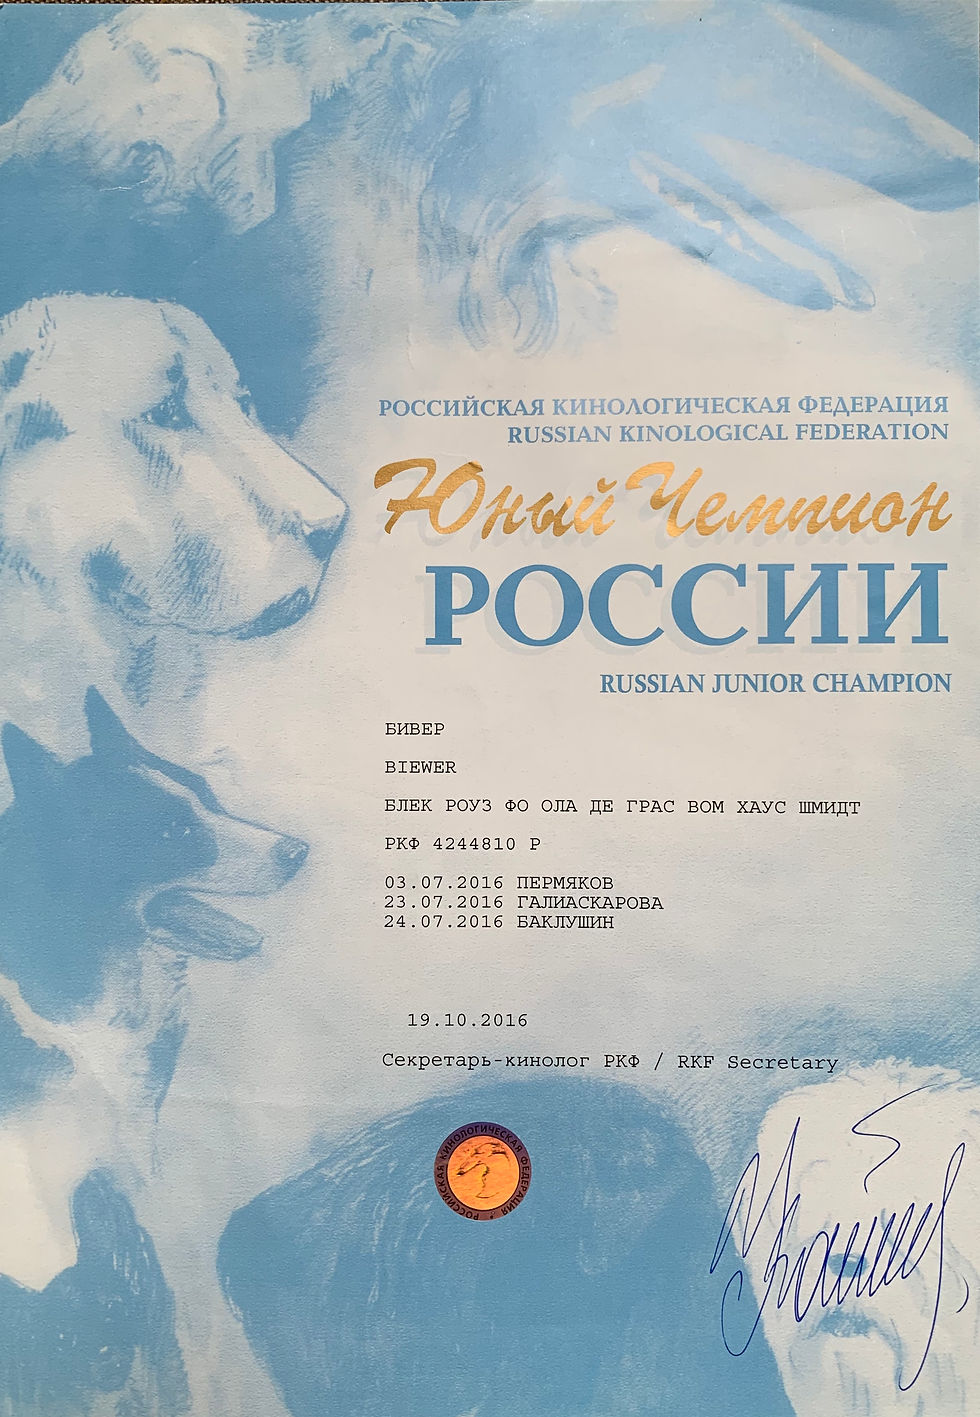 РОССИЙСКАЯ КИНОЛОГИЧЕСКАЯ ФЕДЕРАЦИЯ
RUSSIAN KINOLOGICAL FEDERATION
Юный Чемпион
РОССИИ
RUSSIAN JUNIOR CHAMPION
БИВЕР
BIEWER
БЛЕК РОУЗ ФО ОЛА ДЕ ГРАС ВОМ ХАУС ШМИДТ
РКФ 4244810 Р
03.07.2016 ПЕРМЯКОВ
23.07.2016 ГАЛИАСКАРОВА
24.07.2016 БАКЛУШИН
19.10.2016
Секретарь-кинолог РКФ / RKF Secretary
РОССИЙСКАЯ КИНОЛОГИЧЕСКАЯ ФЕДЕРАЦИЯ